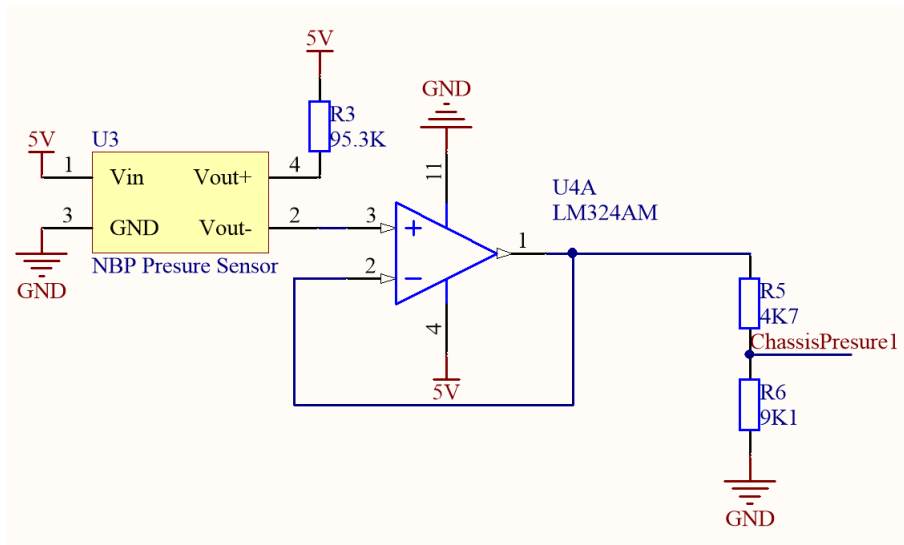 5V
R3
95.3K
5V
U3
1
Vin
Vout+
4
3
GND
Vout-
2
NBP Presure Sensor
GND
GND
11
3
+
2
−
1
4
5V
U4A
LM324AM
R5
4K7
ChassisPresure1
R6
9K1
GND